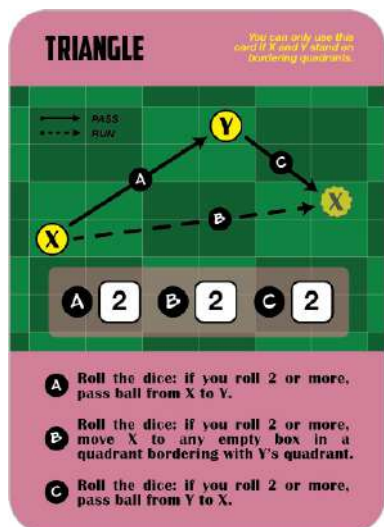 TRIANGLE
You can only use this
card if X and Y stand on
bordering quadrants.
PASS
RUN
Y
A
C
X
B
X
A 2 B 2 C 2
A Roll the dice: if you roll 2 or more,
pass ball from X to Y.
B Roll the dice: if you roll 2 or more,
move X to any empty box in a
quadrant bordering with Y's quadrant.
C Roll the dice: if you roll 2 or more,
pass ball from Y to X.